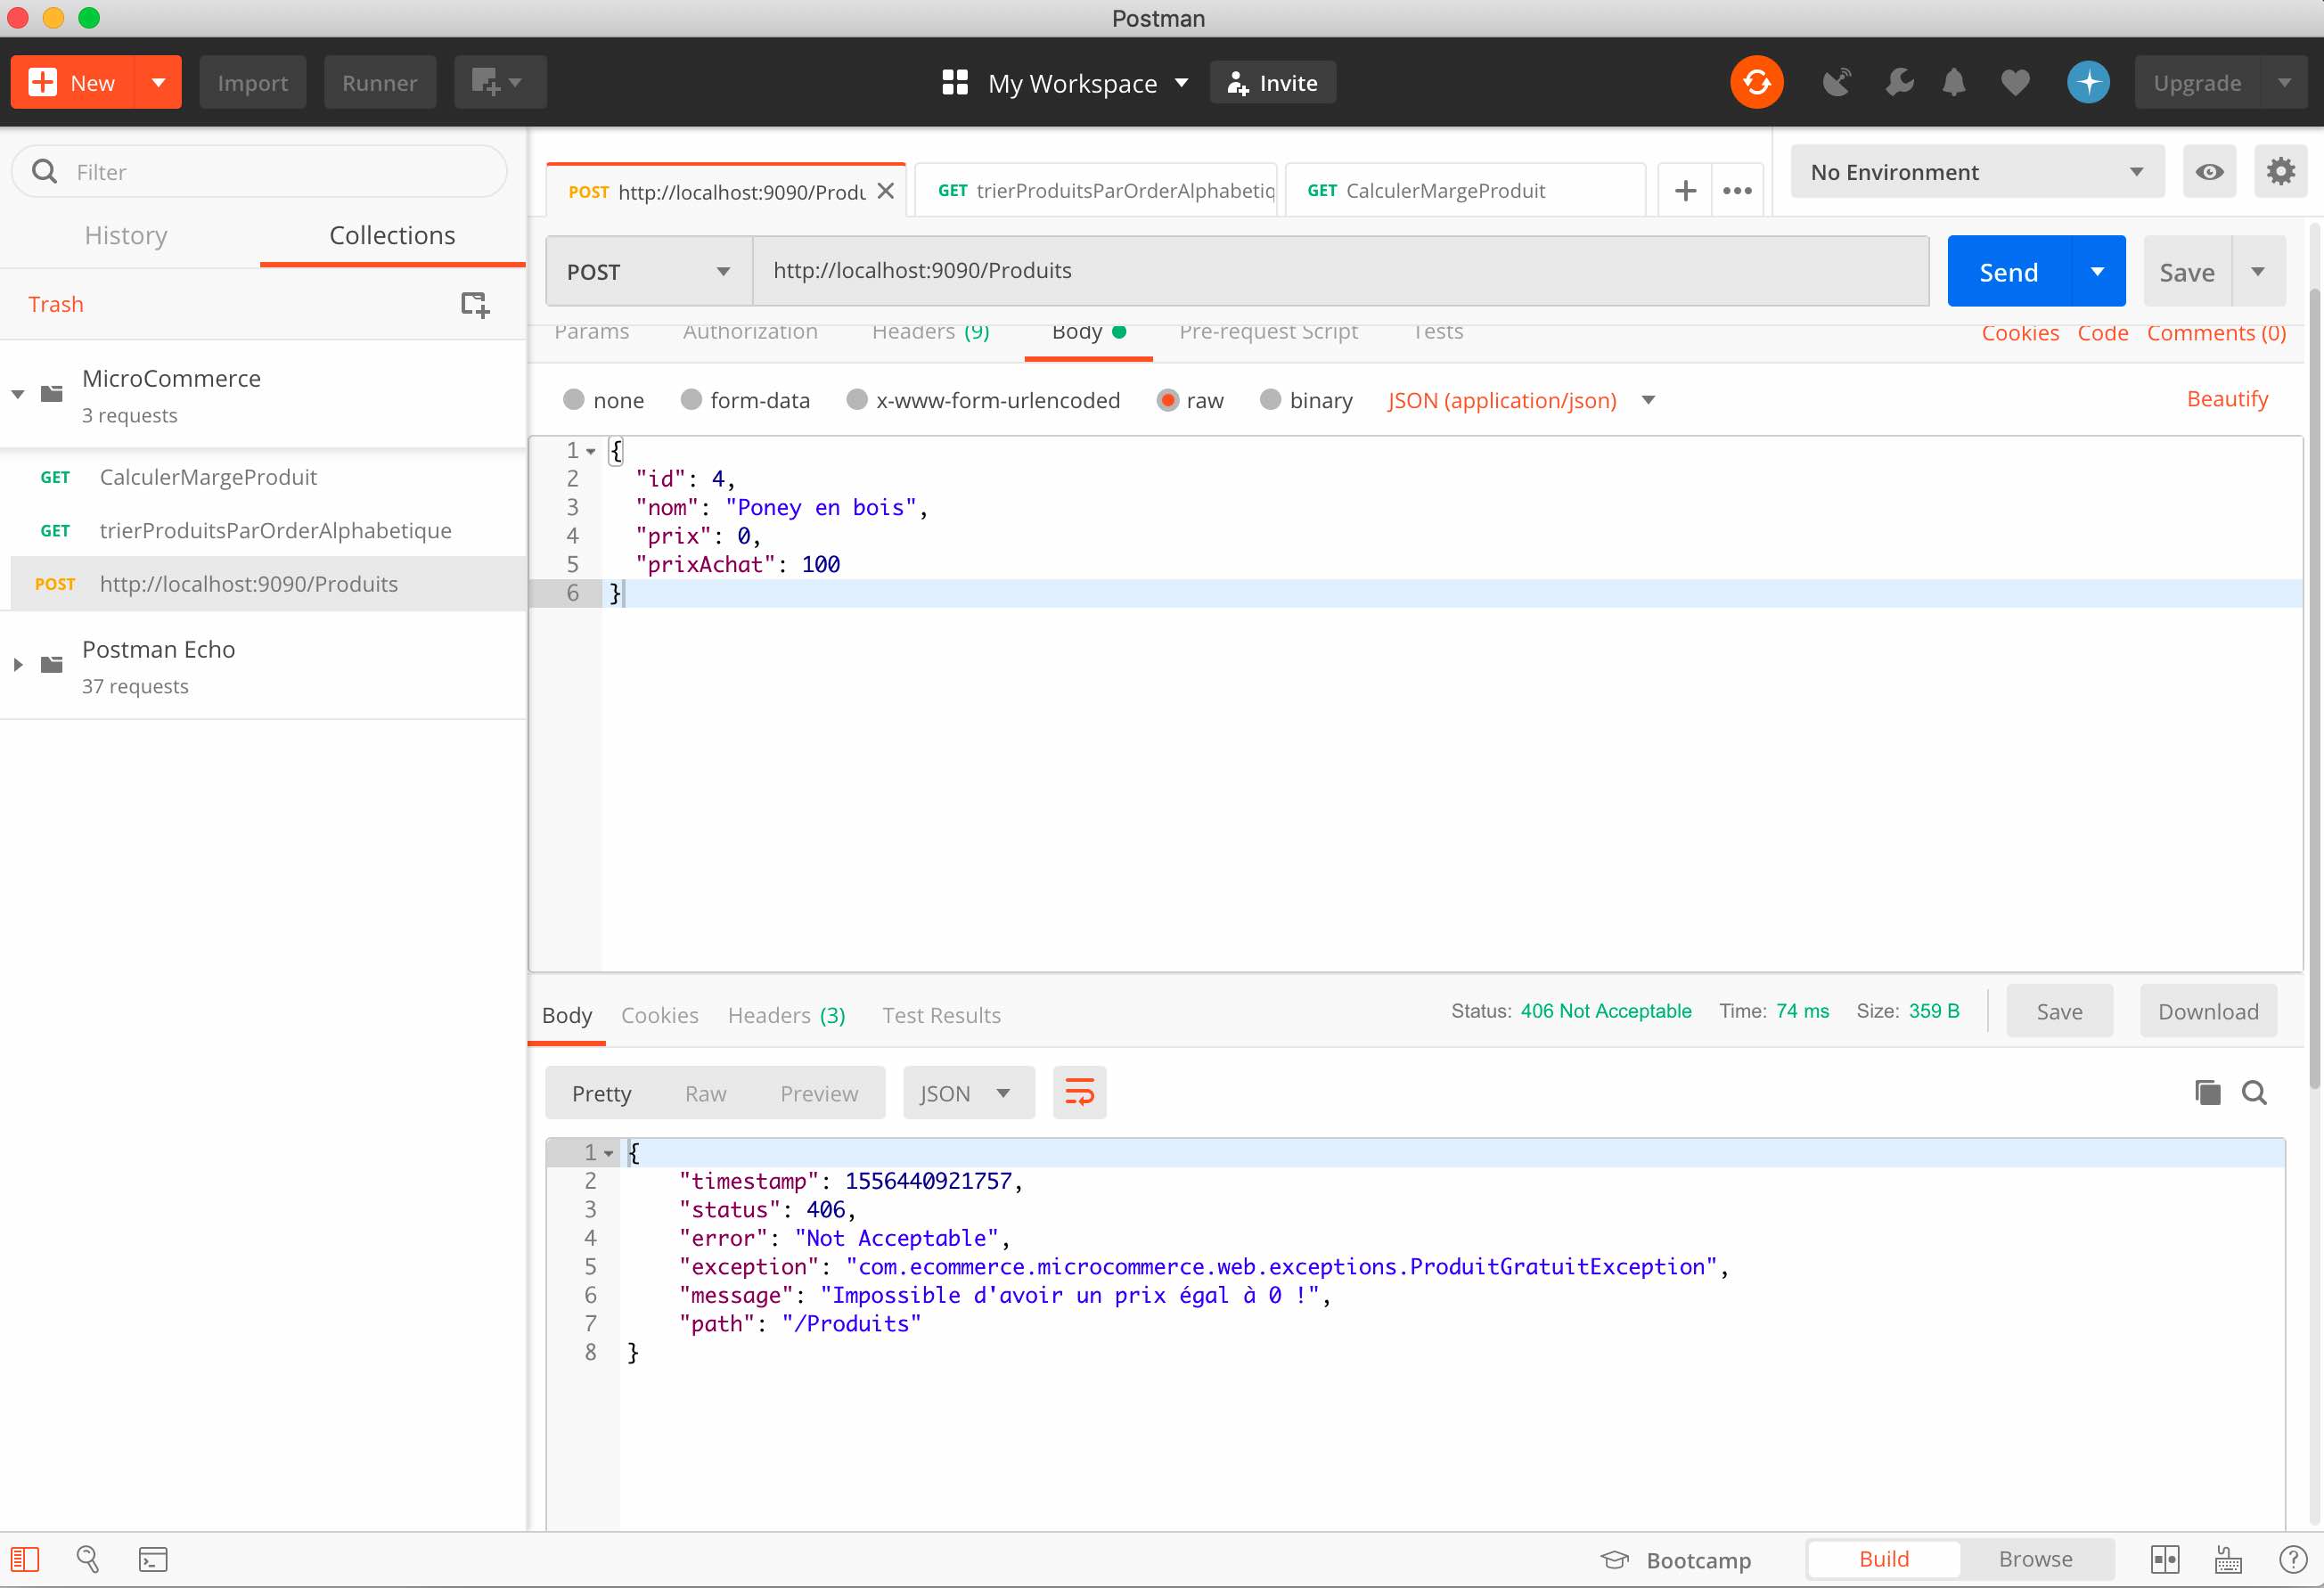 Postman
New
Import
Runner
My Workspace
Invite
Upgrade
Filter
History
Collections
Trash
MicroCommerce
3 requests
GET CalculerMargeProduit
GET trierProduitsParOrderAlphabetique
POST http://localhost:9090/Produits
Postman Echo
37 requests
POST http://localhost:9090/Produ
GET trierProduitsParOrderAlphabetiq
GET CalculerMargeProduit
No Environment
POST
http://localhost:9090/Produits
Send
Save
Params Authorization Headers (9) Body Pre-request Script Tests
Cookies Code Comments (0)
none form-data x-www-form-urlencoded raw binary JSON (application/json)
Beautify
1 {
2 "id": 4,
3 "nom": "Poney en bois",
4 "prix": 0,
5 "prixAchat": 100
6 }
Body Cookies Headers (3) Test Results
Status: 406 Not Acceptable Time: 74 ms Size: 359 B
Save
Download
Pretty Raw Preview
JSON
1 {
2 "timestamp": 1556440921757,
3 "status": 406,
4 "error": "Not Acceptable",
5 "exception": "com.ecommerce.microcommerce.web.exceptions.ProduitGratuitException",
6 "message": "Impossible d'avoir un prix égal à 0 !",
7 "path": "/Produits"
8 }
Bootcamp
Build
Browse